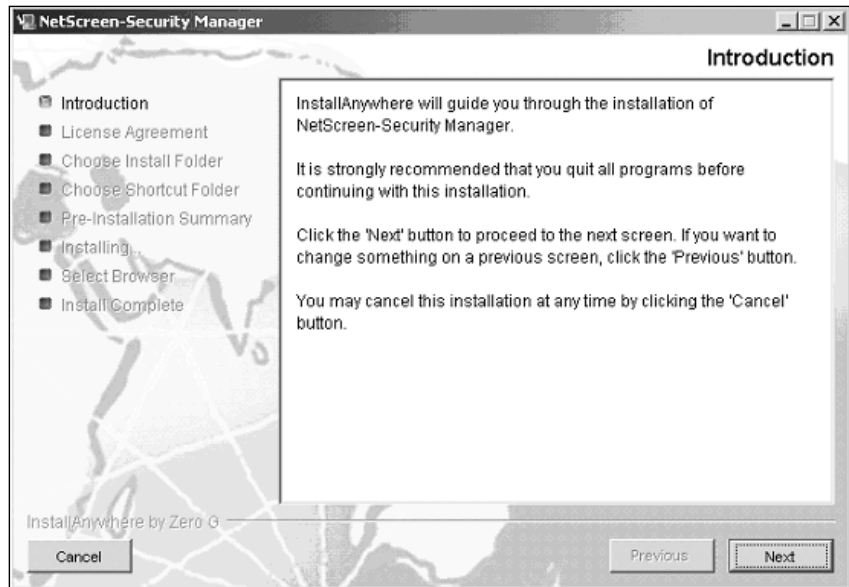 NetScreen-Security Manager
Introduction
Introduction
License Agreement
Choose Install Folder
Choose Shortcut Folder
Pre-Installation Summary
Installing...
Select Browser
Install Complete
InstallAnywhere will guide you through the installation of
NetScreen-Security Manager.
It is strongly recommended that you quit all programs before
continuing with this installation.
Click the 'Next' button to proceed to the next screen. If you want to
change something on a previous screen, click the 'Previous' button.
You may cancel this installation at any time by clicking the 'Cancel'
button.
InstallAnywhere by Zero G
Cancel
Previous
Next